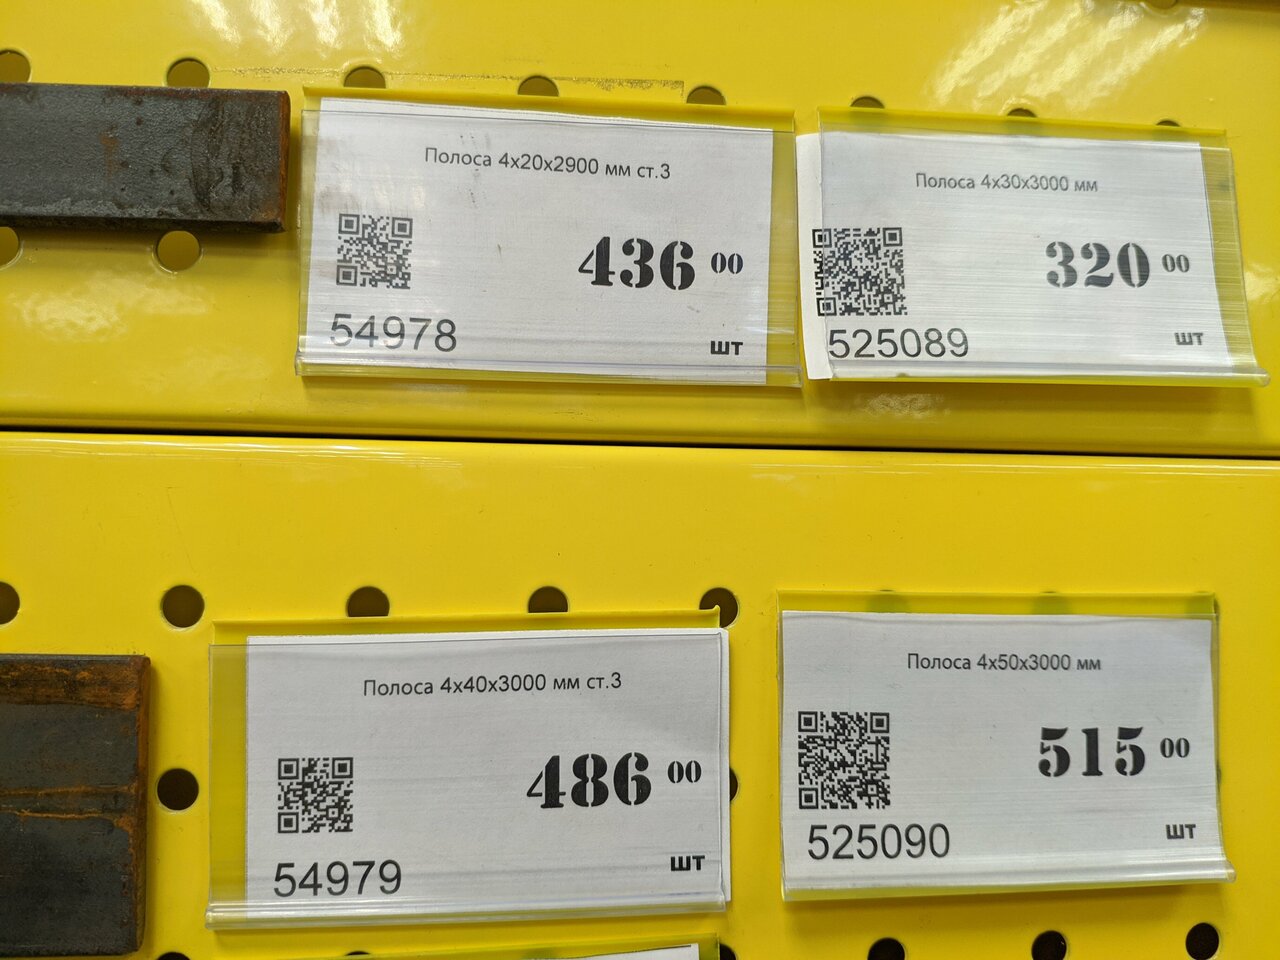 Полоса 4х20х2900 мм ст.3
436 00
54978
шт
Полоса 4х30х3000 мм
320 00
525089
шт
Полоса 4х40х3000 мм ст.3
486 00
54979
шт
Полоса 4х50х3000 мм
515 00
525090
шт